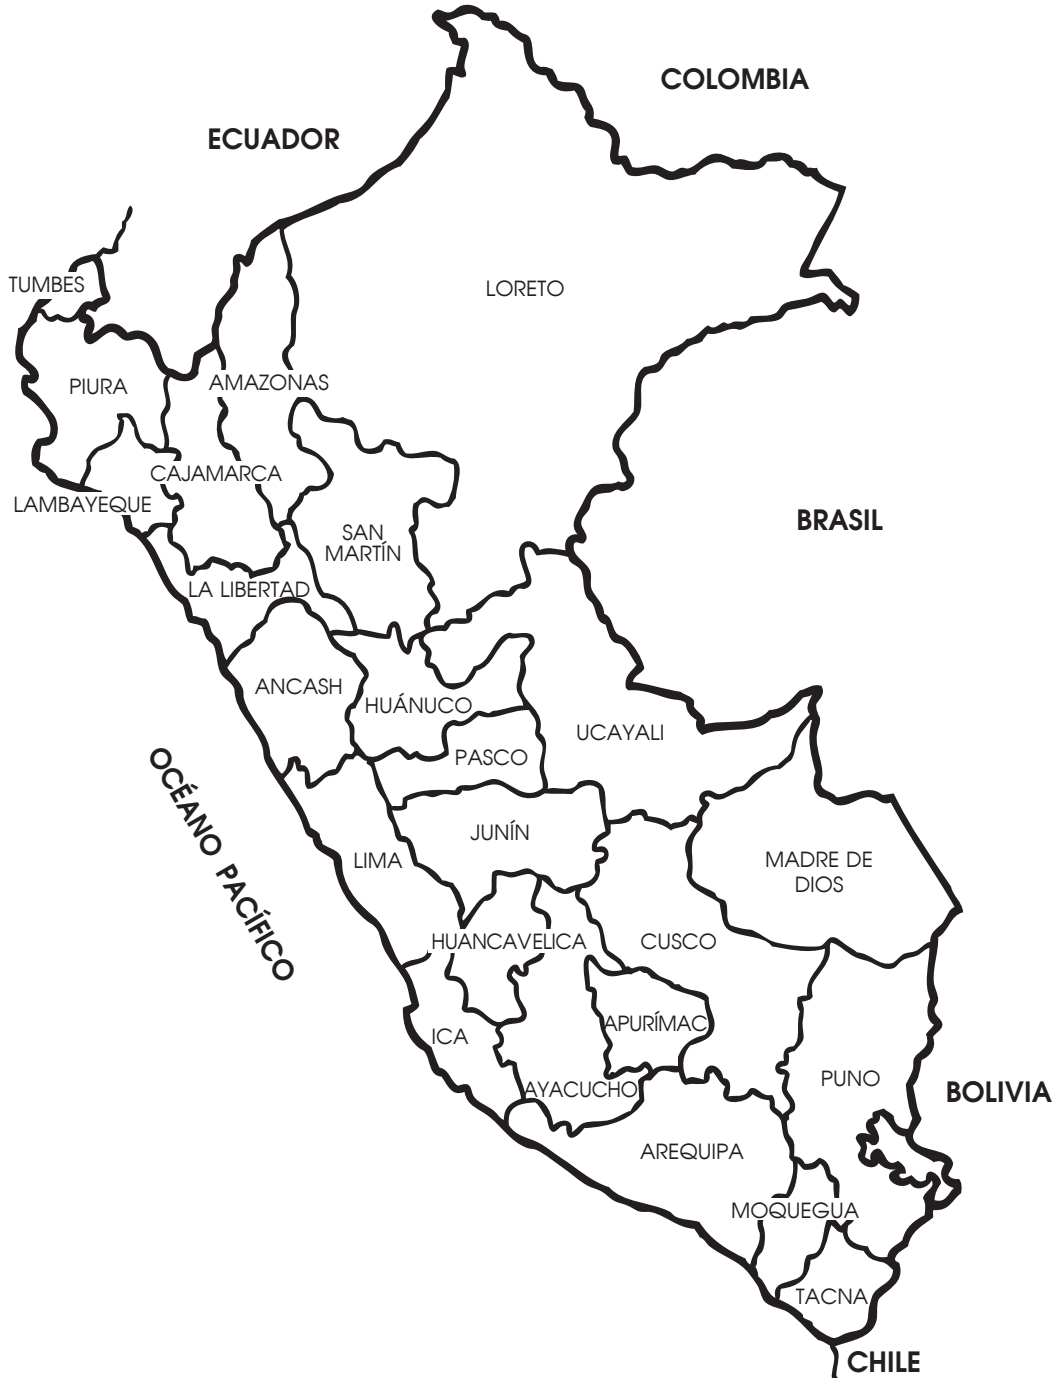 COLOMBIA
ECUADOR
TUMBES
LORETO
PIURA
AMAZONAS
CAJAMARCA
LAMBAYEQUE
BRASIL
SAN
MARTÍN
LA LIBERTAD
ANCASH
HUÁNUCO
UCAYALI
PASCO
OCÉANO PACÍFICO
JUNÍN
LIMA
MADRE DE
DIOS
HUANCAVELICA
CUSCO
APURÍMAC
ICA
PUNO
AYACUCHO
BOLIVIA
AREQUIPA
MOQUEGUA
TACNA
CHILE